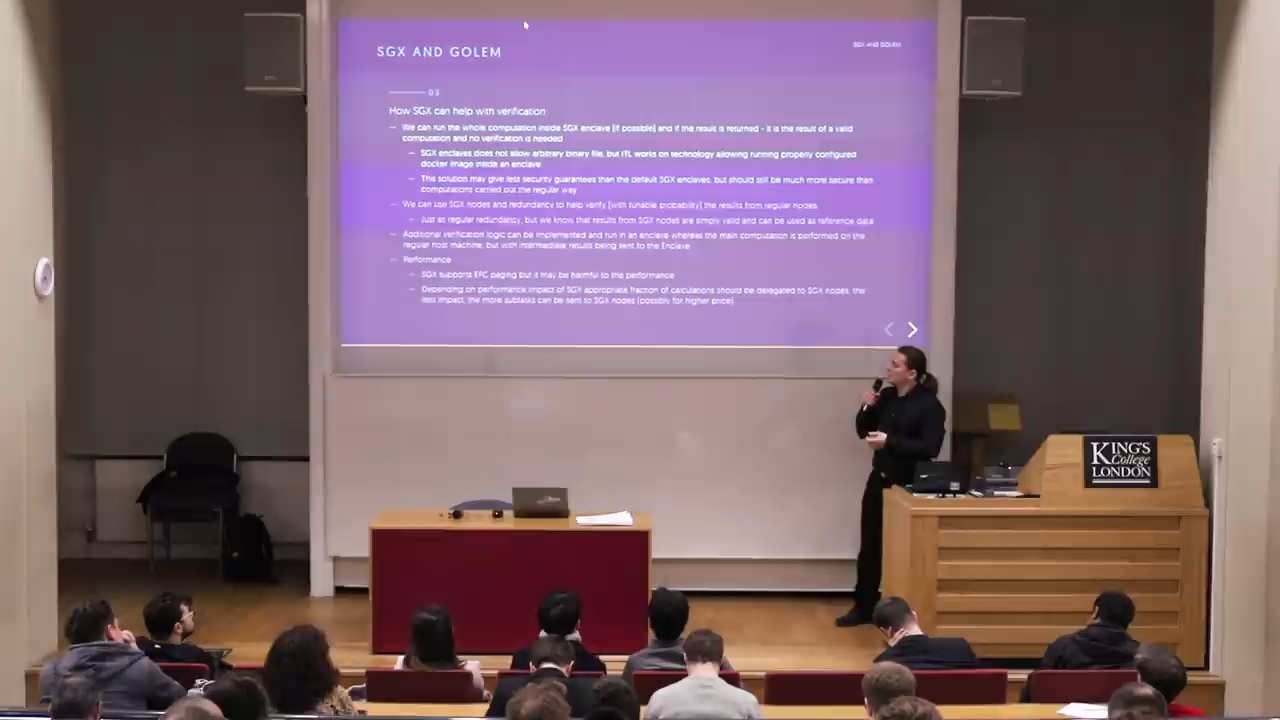 SGX AND GOLEM
SGX AND GOLEM
03
How SGX can help with verification:
— We can run the whole computation inside SGX enclave [if possible] and if the result is returned - it is the result of a valid
computation and no verification is needed
— SGX enclaves does not allow arbitrary binary file, but ITL works on technology allowing running properly configured
docker image inside an enclave
— This solution may give less security guarantees than the default SGX enclaves, but should still be much more secure than
computations carried out the regular way
— We can use SGX nodes and redundancy to help verify [with tunable probability] the results from regular nodes
— Just as regular redundancy, but we know that results from SGX nodes are simply valid and can be used as reference data
— Additional verification logic can be implemented and run in an enclave whereas the main computation is performed on the
regular host machine, but with intermediate results being sent to the Enclave
— Performance
— SGX supports EPC paging but it may be harmful to the performance
— Depending on performance impact of SGX appropriate fraction of calculations should be delegated to SGX nodes, the
less impact, the more subtasks can be sent to SGX nodes [possibly for higher price]
KING'S
College
LONDON